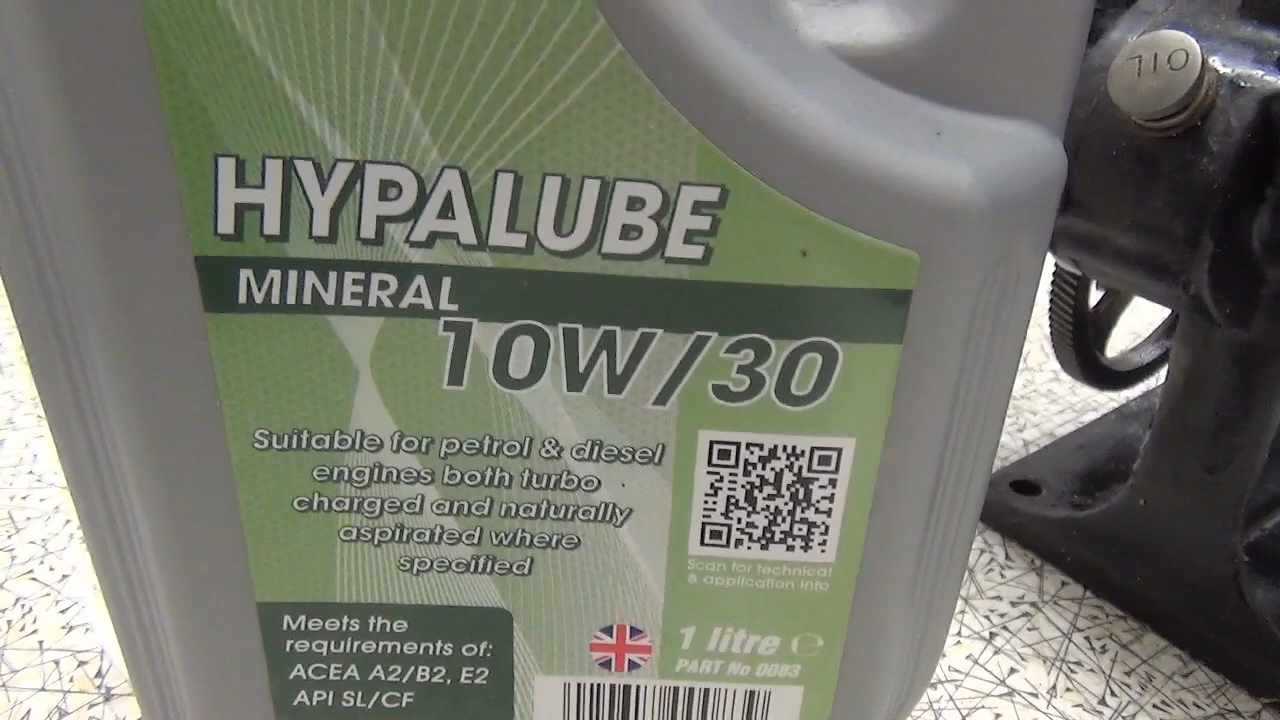 OIL
HYPALUBE
MINERAL
10W/30
Suitable for petrol & diesel
engines both turbo
charged and naturally
aspirated where
specified
Scan for technical
& application info
Meets the
requirements of:
ACEA A2/B2, E2
API SL/CF
1 litre ℮
PART No 0083